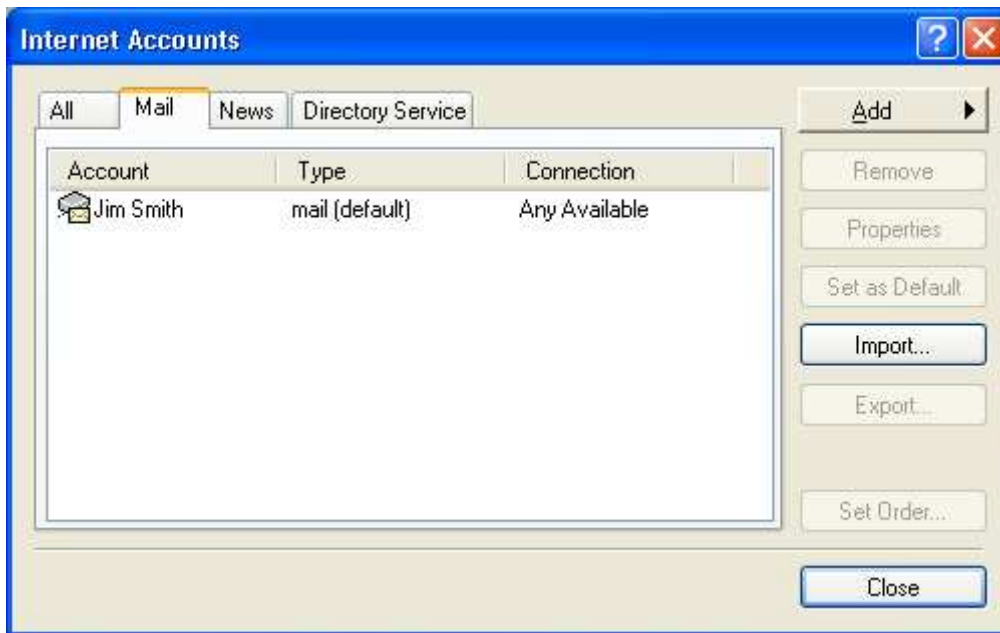 Internet Accounts
All Mail News Directory Service
Add
Account Type Connection
Remove
Jim Smith mail (default) Any Available
Properties
Set as Default
Import...
Export...
Set Order...
Close